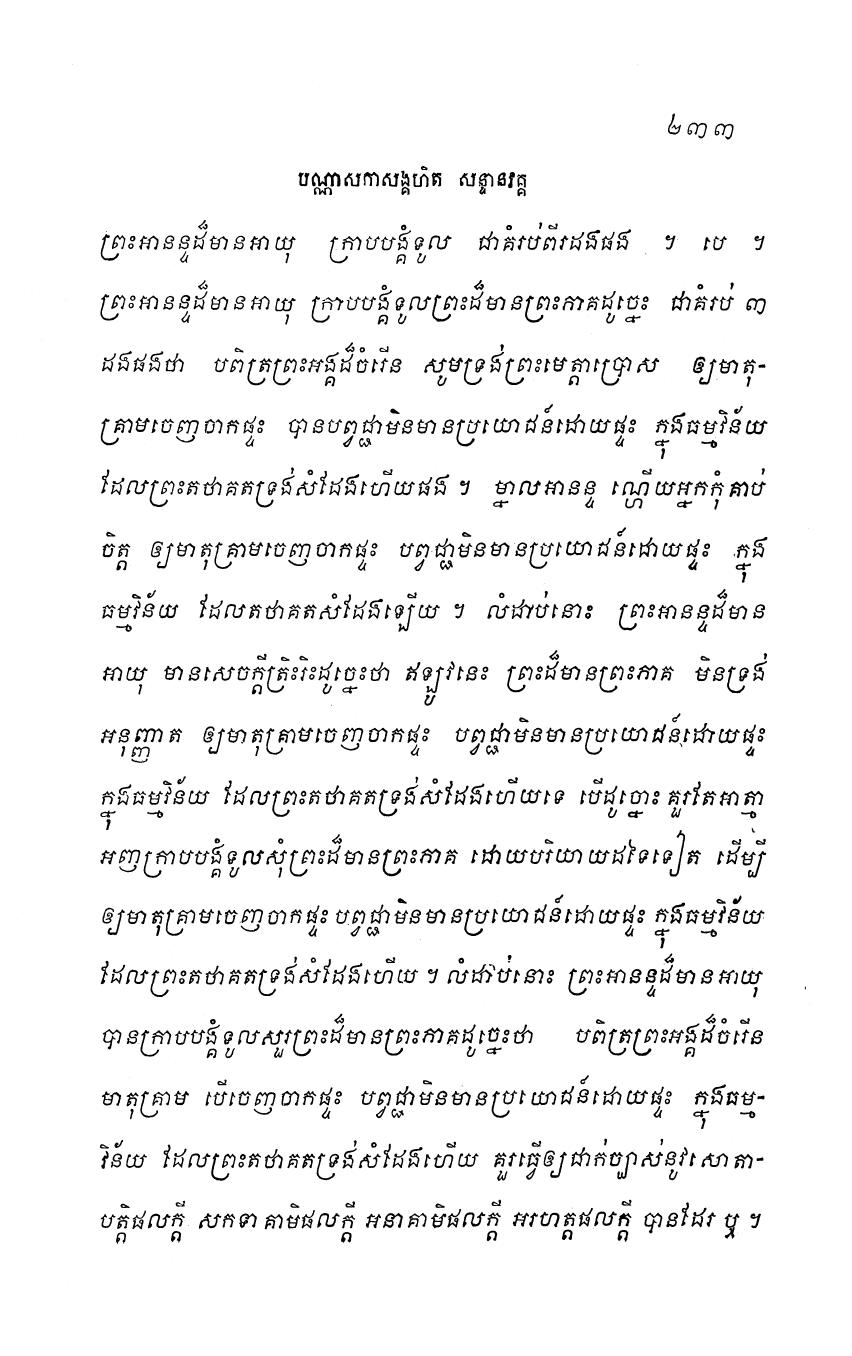 ២៣៣
បណ្ណាសកាសង្គហិត សន្ធានវគ្គ
ព្រះអានន្ទដ៏មានអាយុ ក្រាបបង្គំទូល ជាគំរប់ពីរដងផង ។ បេ ។
ព្រះអានន្ទដ៏មានអាយុ ក្រាបបង្គំទូលព្រះដ៏មានព្រះភាគដូច្នេះ ជាគំរប់ ៣
ដងផងថា បពិត្រព្រះអង្គដ៏ចំរើន សូមទ្រង់ព្រះមេត្តាប្រោស ឲ្យមាតុ-
គ្រាមចេញចាកផ្ទះ បានបព្វជ្ជាមិនមានប្រយោជន៍ដោយផ្ទះ ក្នុងធម្មវិន័យ
ដែលព្រះតថាគតទ្រង់សំដែងហើយផង ។ ម្នាលអានន្ទ ណ្ហើយអ្នកកុំគាប់
ចិត្ត ឲ្យមាតុគ្រាមចេញចាកផ្ទះ បព្វជ្ជាមិនមានប្រយោជន៍ដោយផ្ទះ ក្នុង
ធម្មវិន័យ ដែលតថាគតសំដែងឡើយ ។ លំដាប់នោះ ព្រះអានន្ទដ៏មាន
អាយុ មានសេចក្តីត្រិះរិះដូច្នេះថា ឥឡូវនេះ ព្រះដ៏មានព្រះភាគ មិនទ្រង់
អនុញ្ញាត ឲ្យមាតុគ្រាមចេញចាកផ្ទះ បព្វជ្ជាមិនមានប្រយោជន៍ដោយផ្ទះ
ក្នុងធម្មវិន័យ ដែលព្រះតថាគតទ្រង់សំដែងហើយទេ បើដូច្នោះ គួរតែអាត្មា
អញក្រាបបង្គំទូលសុំព្រះដ៏មានព្រះភាគ ដោយបរិយាយដទៃទៀត ដើម្បី
ឲ្យមាតុគ្រាមចេញចាកផ្ទះ បព្វជ្ជាមិនមានប្រយោជន៍ដោយផ្ទះ ក្នុងធម្មវិន័យ
ដែលព្រះតថាគតទ្រង់សំដែងហើយ ។ លំដាប់នោះ ព្រះអានន្ទដ៏មានអាយុ
បានក្រាបបង្គំទូលសួរព្រះដ៏មានព្រះភាគដូច្នេះថា បពិត្រព្រះអង្គដ៏ចំរើន
មាតុគ្រាម បើចេញចាកផ្ទះ បព្វជ្ជាមិនមានប្រយោជន៍ដោយផ្ទះ ក្នុងធម្ម-
វិន័យ ដែលព្រះតថាគតទ្រង់សំដែងហើយ គួរធ្វើឲ្យជាក់ច្បាស់នូវសោតា-
បត្តិផលក្តី សកទាគាមិផលក្តី អនាគាមិផលក្តី អរហត្តផលក្តី បានដែរ ឬ ។